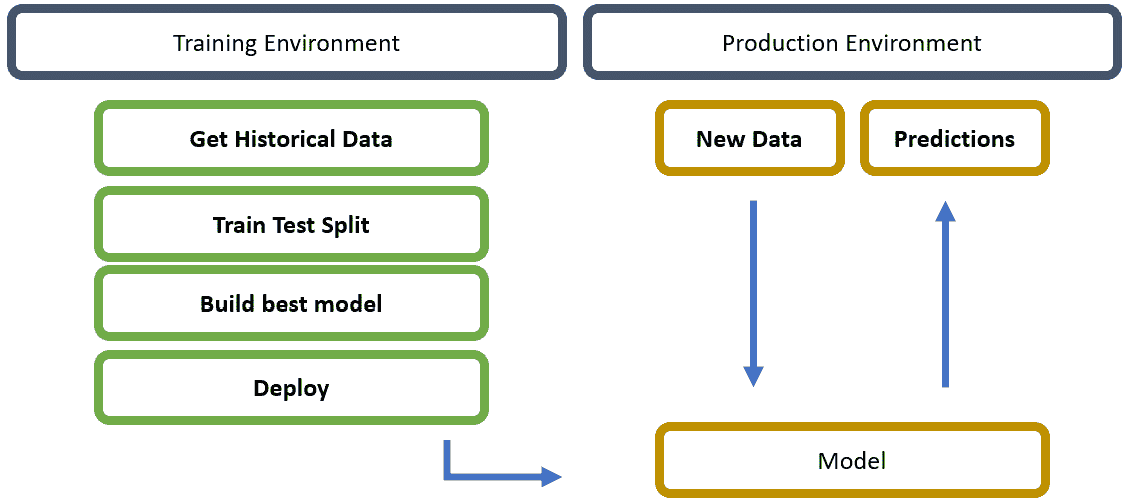 Training Environment
Production Environment
Get Historical Data
Train Test Split
Build best model
Deploy
New Data
Predictions
Model